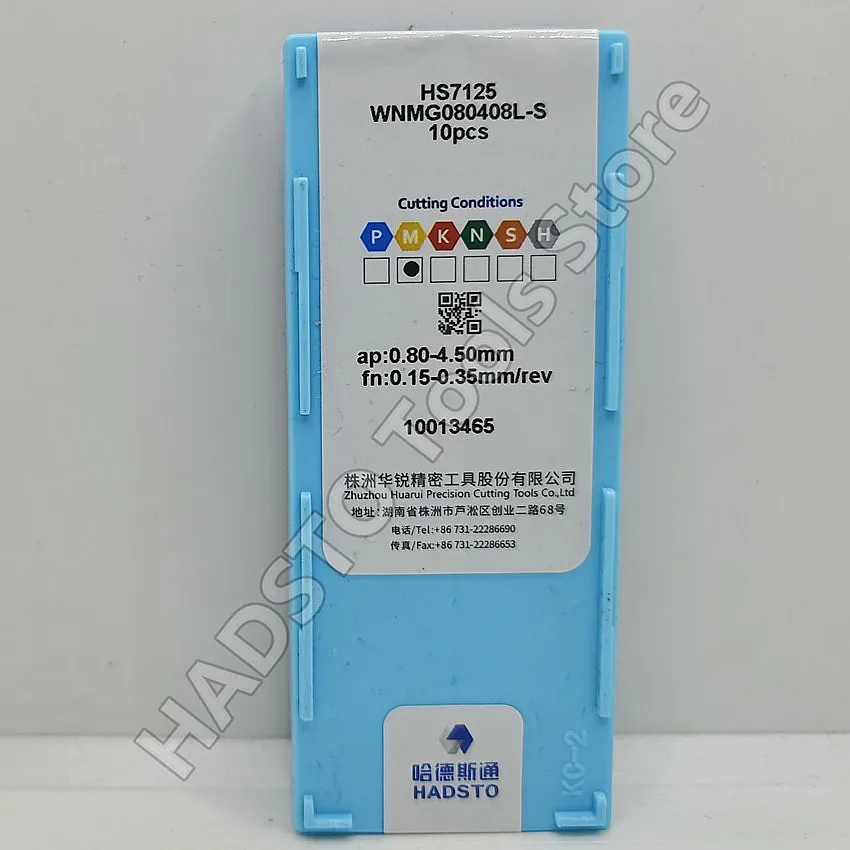 HS7125
WNMG080408L-S
10pcs
Cutting Conditions
P M K N S H
ap:0.80-4.50mm
fn:0.15-0.35mm/rev
10013465
株洲华锐精密工具股份有限公司
Zhuzhou Huarui Precision Cutting Tools Co.,Ltd
地址:湖南省株洲市芦淞区创业二路68号
电话/Tel:+86 731-22286690
传真/Fax:+86 731-22286653
哈德斯通
HADSTO
KC-2
HADSTO Tools Store